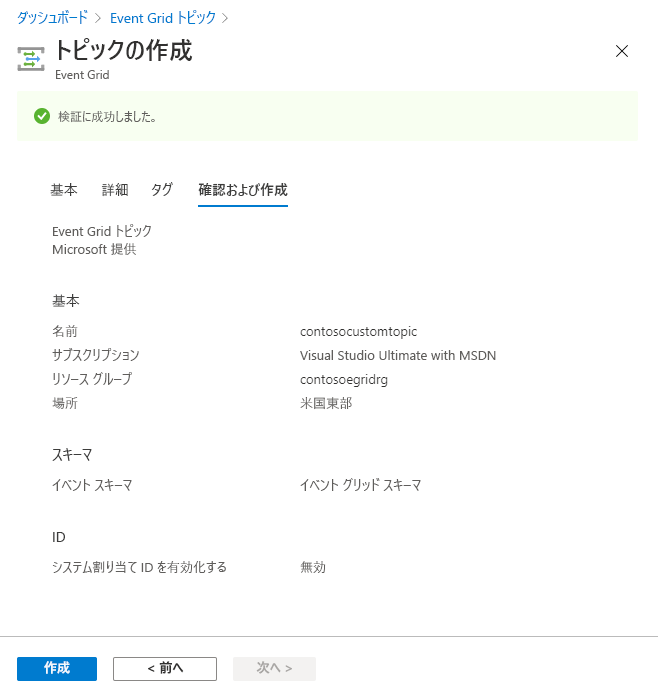 ダッシュボード > Event Grid トピック >
トピックの作成
Event Grid
検証に成功しました。
基本 詳細 タグ 確認および作成
Event Grid トピック
Microsoft 提供
基本
名前 contosocustomtopic
サブスクリプション Visual Studio Ultimate with MSDN
リソース グループ contosoegridrg
場所 米国東部
スキーマ
イベント スキーマ イベント グリッド スキーマ
ID
システム割り当て ID を有効化する 無効
作成 < 前へ 次へ >